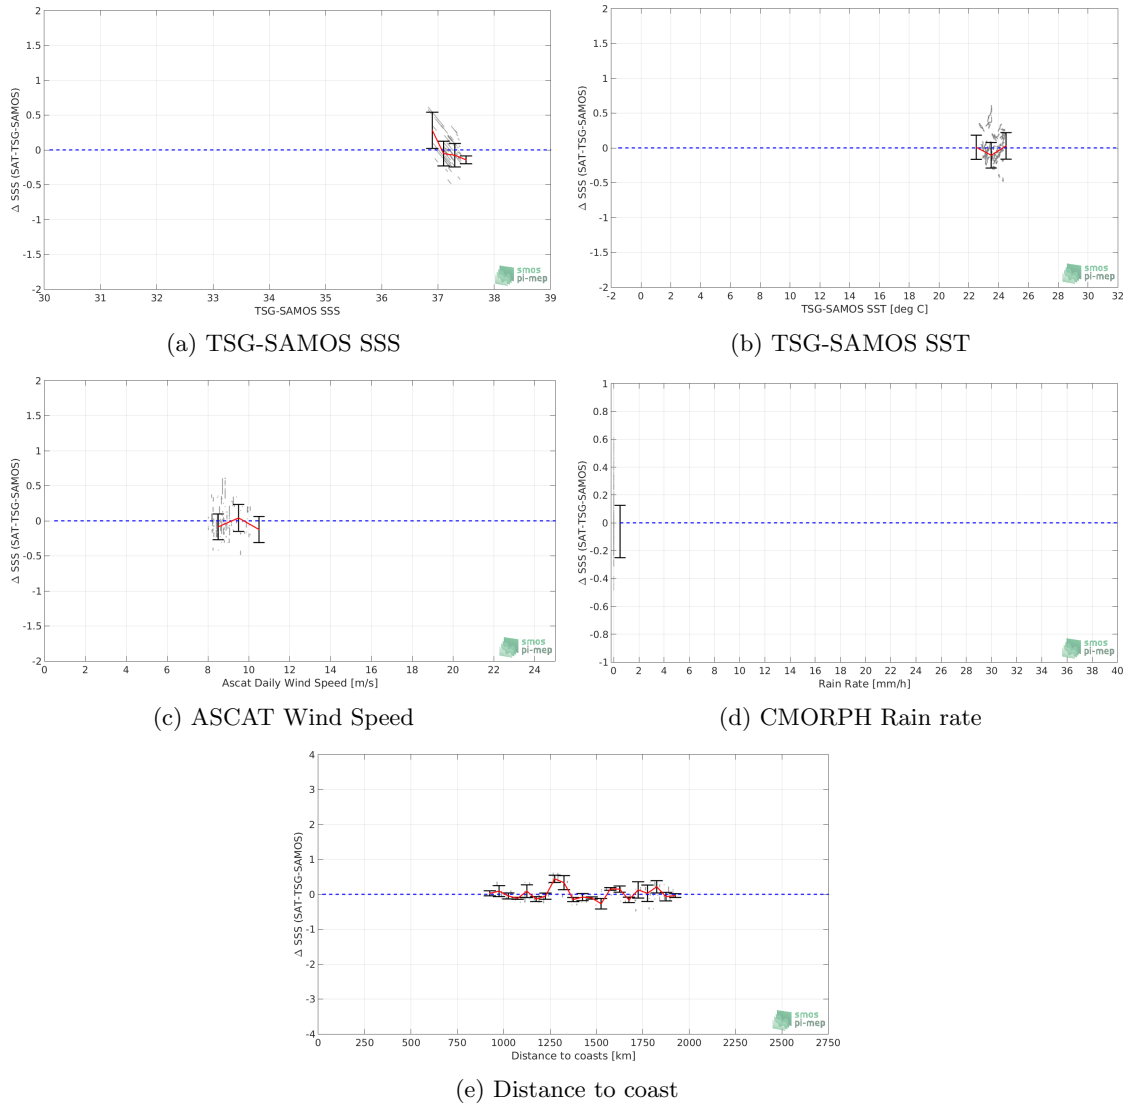 2
1.5
1
0.5
0
-0.5
-1
-1.5
-2
Δ SSS (SAT-TSG-SAMOS)
30 31 32 33 34 35 36 37 38 39
TSG-SAMOS SSS
smos
pi-mep
(a) TSG-SAMOS SSS
2
1.5
1
0.5
0
-0.5
-1
-1.5
-2
Δ SSS (SAT-TSG-SAMOS)
-2 0 2 4 6 8 10 12 14 16 18 20 22 24 26 28 30 32
TSG-SAMOS SST [deg C]
smos
pi-mep
(b) TSG-SAMOS SST
2
1.5
1
0.5
0
-0.5
-1
-1.5
-2
Δ SSS (SAT-TSG-SAMOS)
0 2 4 6 8 10 12 14 16 18 20 22 24
Ascat Daily Wind Speed [m/s]
smos
pi-mep
(c) ASCAT Wind Speed
1
0.8
0.6
0.4
0.2
0
-0.2
-0.4
-0.6
-0.8
-1
Δ SSS (SAT-TSG-SAMOS)
0 2 4 6 8 10 12 14 16 18 20 22 24 26 28 30 32 34 36 38 40
Rain Rate [mm/h]
smos
pi-mep
(d) CMORPH Rain rate
4
3
2
1
0
-1
-2
-3
-4
Δ SSS (SAT-TSG-SAMOS)
0 250 500 750 1000 1250 1500 1750 2000 2250 2500 2750
Distance to coasts [km]
smos
pi-mep
(e) Distance to coast